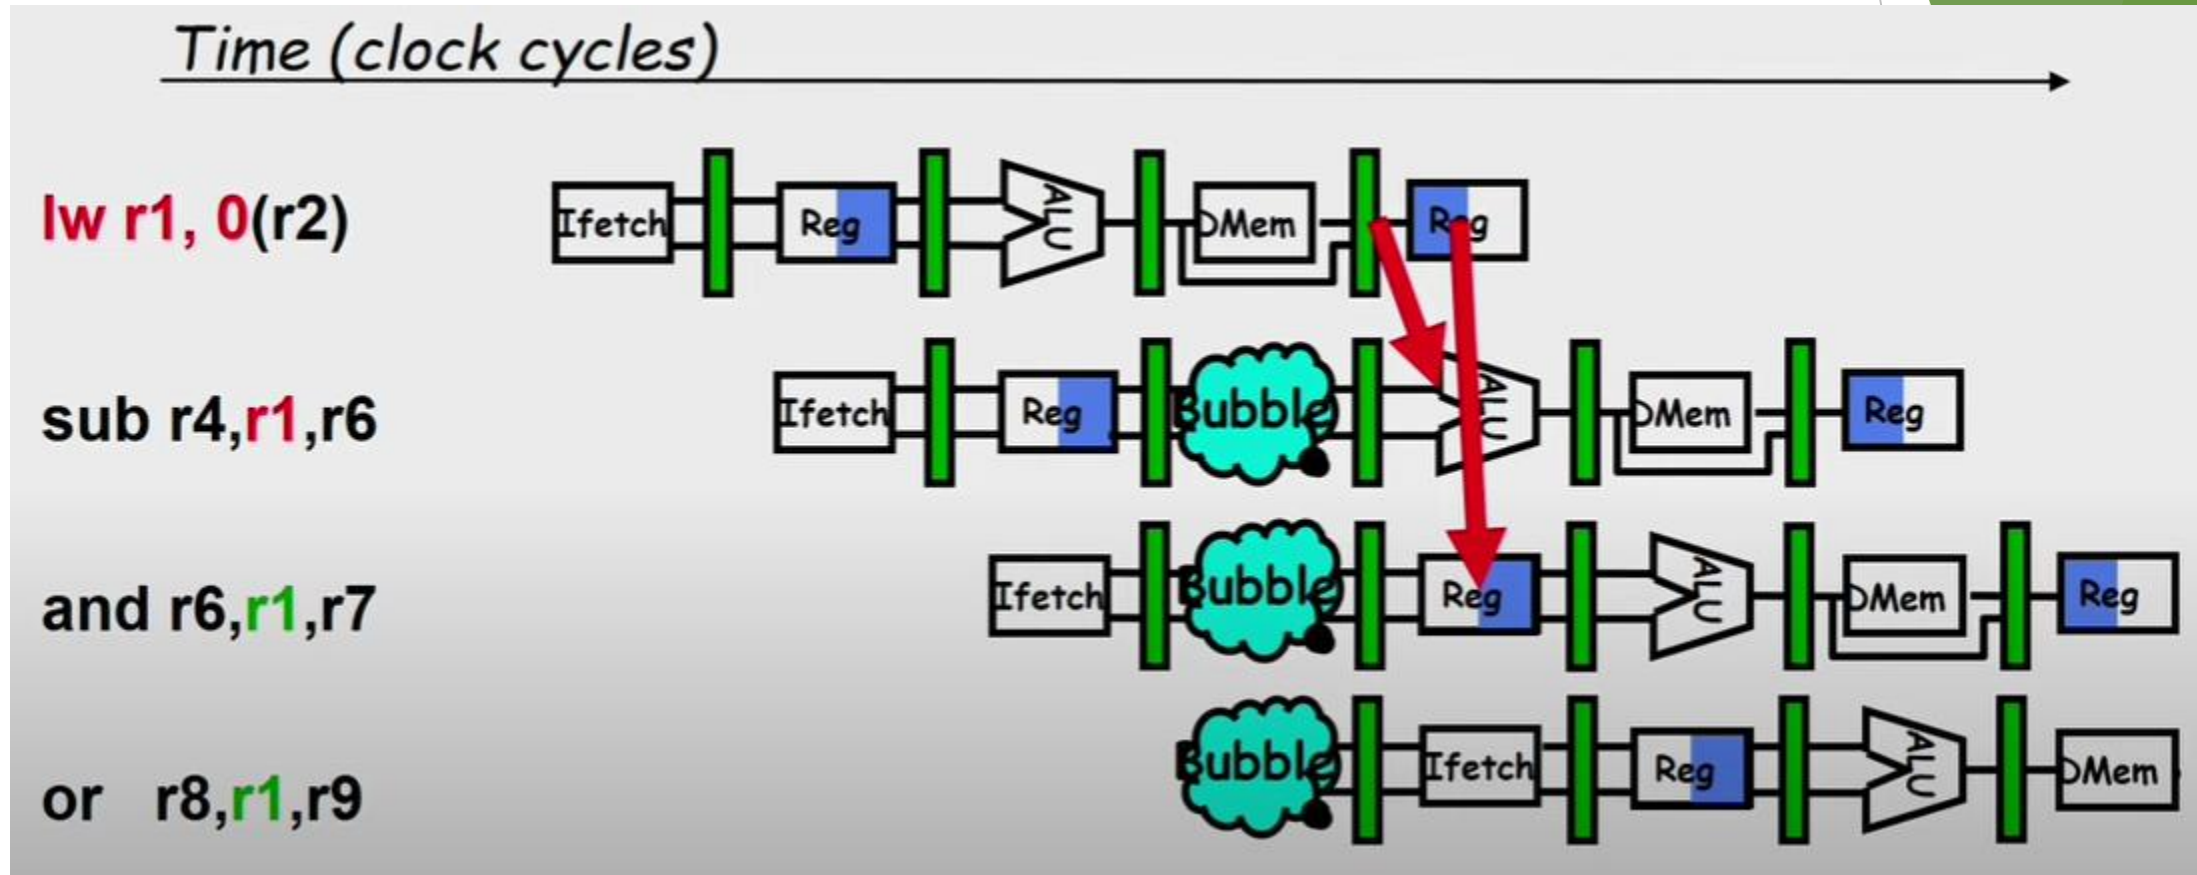 Time (clock cycles)
lw r1, 0(r2) Ifetch Reg ALU DMem Reg
sub r4,r1,r6 Ifetch Reg Bubble ALU DMem Reg
and r6,r1,r7 Ifetch Bubble Reg ALU DMem Reg
or r8,r1,r9 Bubble Ifetch Reg ALU DMem